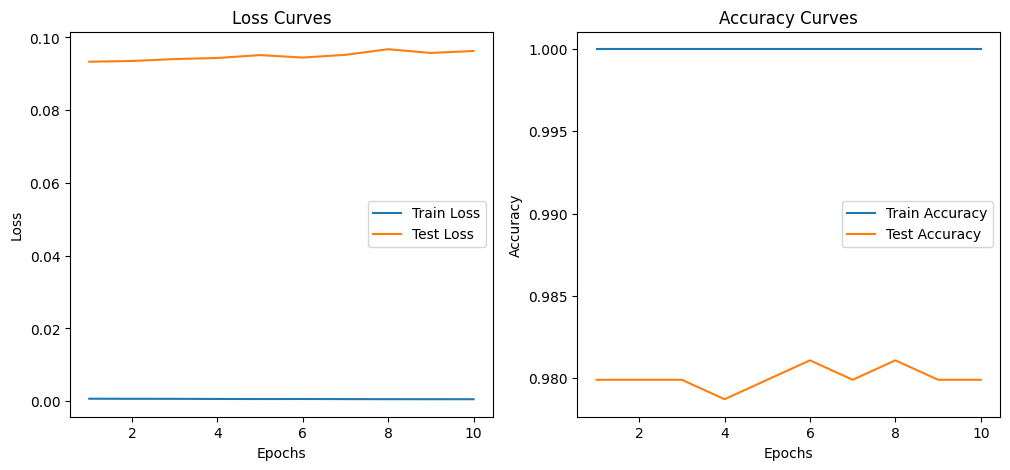 Loss Curves
0.10
0.08
0.06
0.04
0.02
0.00
Loss
2
4
6
8
10
Epochs
Train Loss
Test Loss
Accuracy Curves
1.000
0.995
0.990
0.985
0.980
Accuracy
2
4
6
8
10
Epochs
Train Accuracy
Test Accuracy